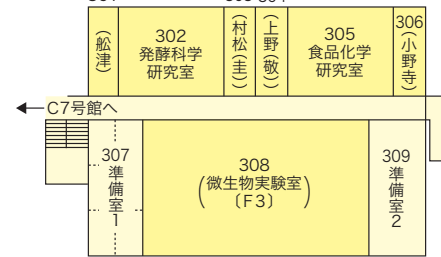 (舩津)
302
発酵科学
研究室
(村松(圭))
(上野(敬))
305
食品化学
研究室
306
(小野寺)
←C7号館へ
307
準備室1
308
(微生物実験室
〔F3〕)
309
準備室2